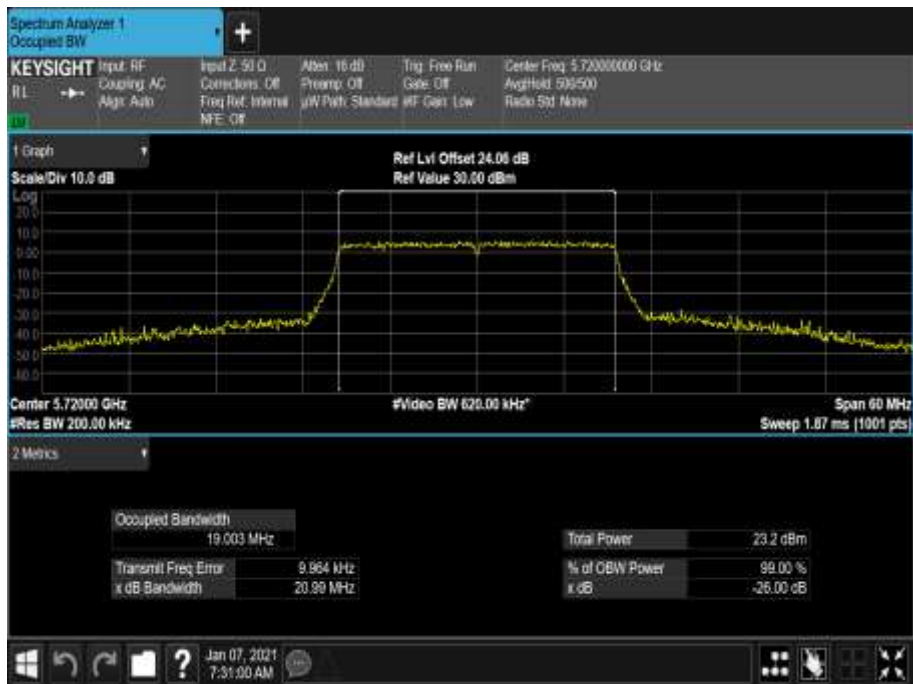 Spectrum Analyzer 1
Occupied BW
+
KEYSIGHT
RL
Input: RF
Coupling: AC
Align: Auto
Input Z: 50 Ω
Corrections: Off
Freq Ref: Internal
NFE: Off
Atten: 16 dB
Preamp: Off
µW Path: Standard
Trig: Free Run
Gate: Off
#IF Gain: Low
Center Freq: 5.720000000 GHz
Avg|Hold: 500/500
Radio Std: None
1 Graph
Scale/Div 10.0 dB
Ref Lvl Offset 24.06 dB
Ref Value 30.00 dBm
Log
20.0
10.0
0.00
-10.0
-20.0
-30.0
-40.0
-50.0
-60.0
Center 5.72000 GHz
#Video BW 620.00 kHz*
Span 60 MHz
#Res BW 200.00 kHz
Sweep 1.87 ms (1001 pts)
2 Metrics
Occupied Bandwidth
19.003 MHz
Total Power 23.2 dBm
Transmit Freq Error 9.964 kHz
% of OBW Power 99.00 %
x dB Bandwidth 20.99 MHz
x dB -26.00 dB
?
Jan 07, 2021
7:31:00 AM